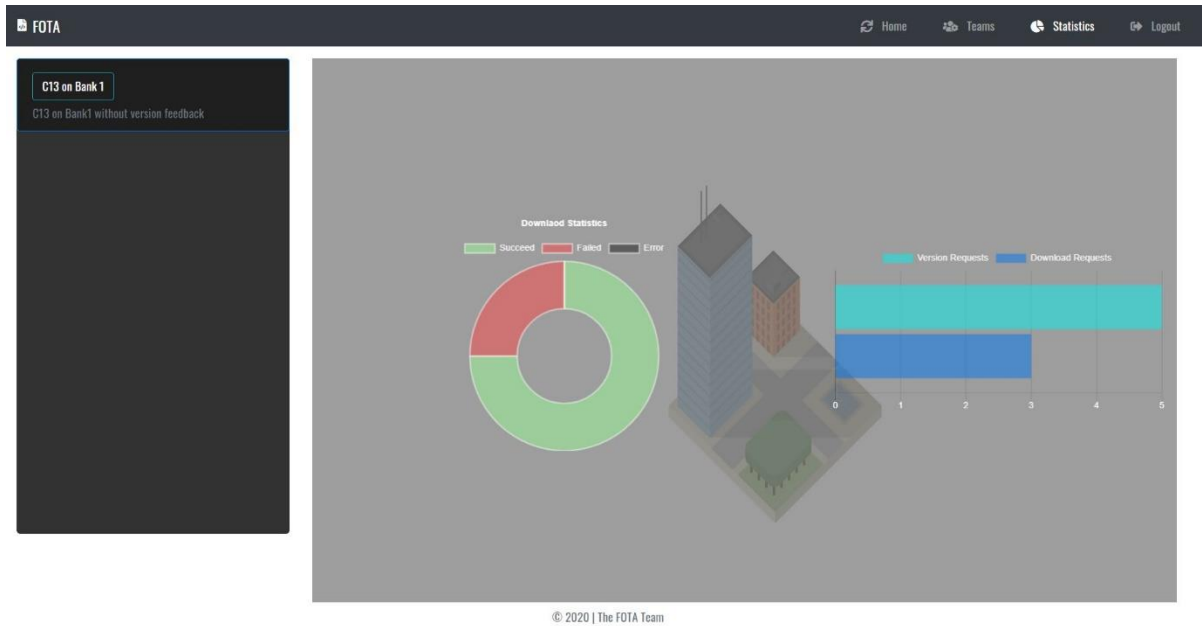 FOTA
Home Teams Statistics Logout
C13 on Bank 1
C13 on Bank1 without version feedback
Downlaod Statistics
Succeed Failed Error
Version Requests Download Requests
0 1 2 3 4 5
© 2020 | The FOTA Team